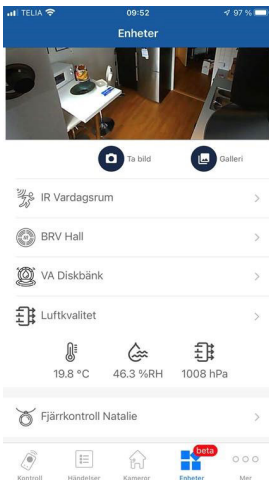 TELIA 09:52 97 %
Enheter
Ta bild Galleri
IR Vardagsrum
BRV Hall
VA Diskbänk
Luftkvalitet
19.8 °C 46.3 %RH 1008 hPa
Fjärrkontroll Natalie
beta
Kontroll Händelser Kameror Enheter Mer